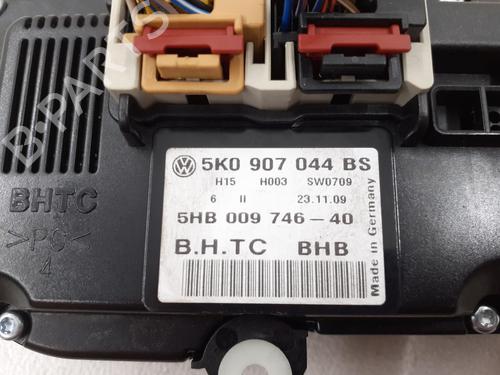 B-PARTS
5K0 907 044 BS
H15 H003 SW0709
6 II 23.11.09
5HB 009 746-40
B.H.TC BHB
Made in Germany
BHTC
>PC<
4